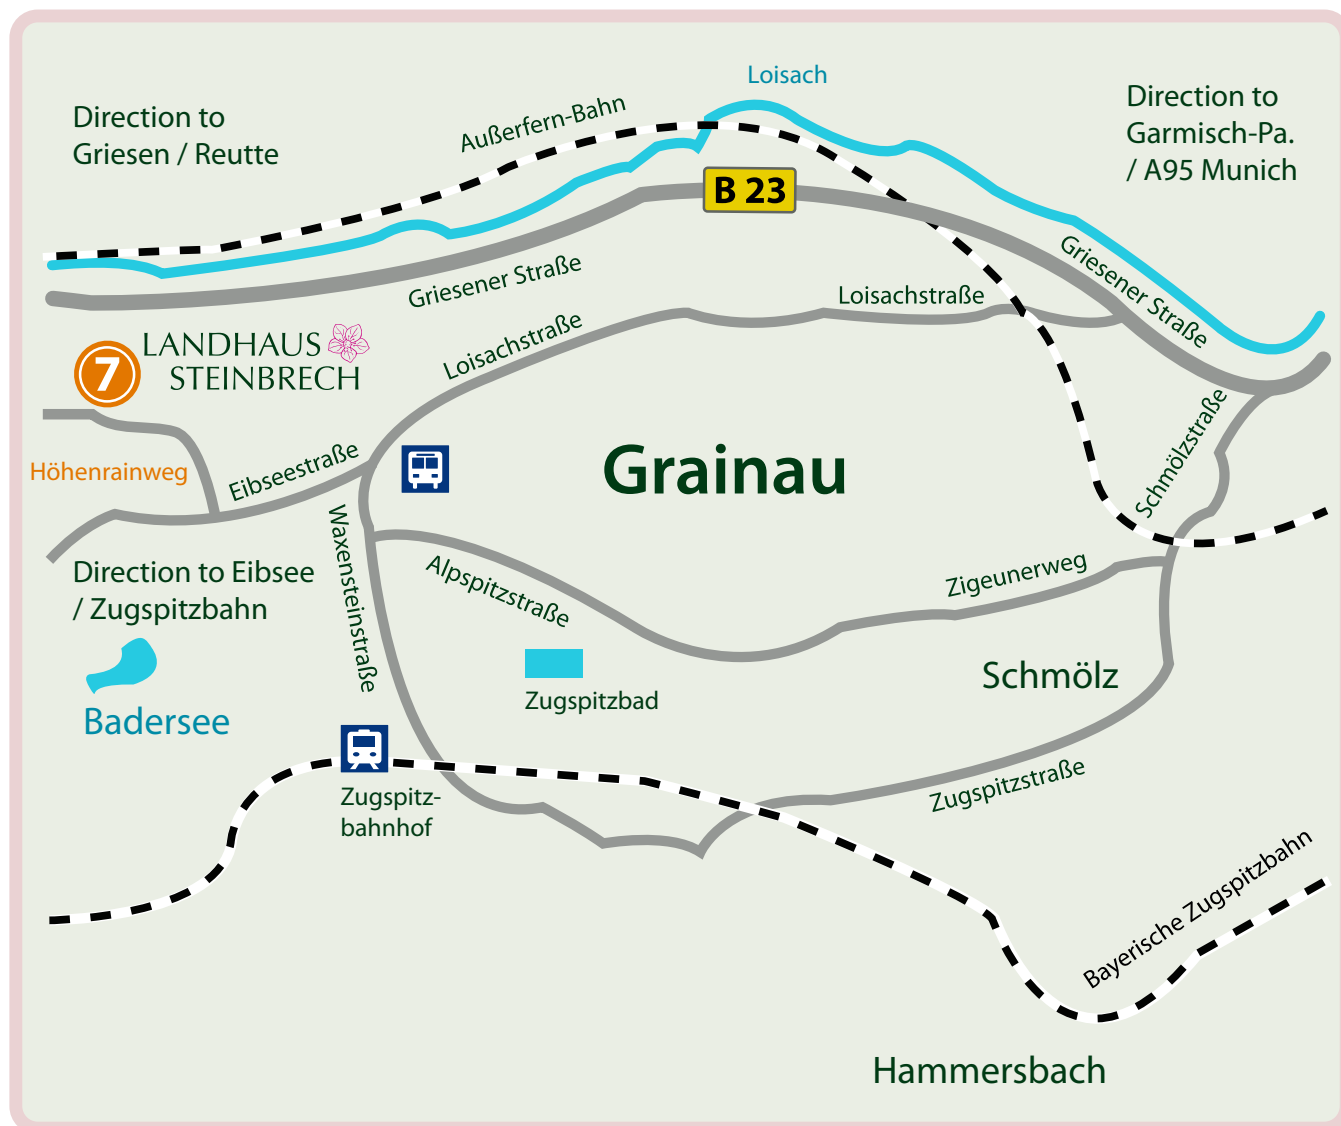 Loisach
Direction to
Griesen / Reutte
Außerfern-Bahn
Direction to
Garmisch-Pa.
/ A95 Munich
B 23
Griesener Straße
Griesener Straße
Loisachstraße
LANDHAUS
STEINBRECH
7
Loisachstraße
Schmölzstraße
Höhenrainweg
Eibseestraße
Grainau
Waxensteinstraße
Direction to Eibsee
/ Zugspitzbahn
Alpspitzstraße
Zigeunerweg
Schmölz
Zugspitzbad
Badersee
Zugspitz-
bahnhof
Zugspitzstraße
Bayerische Zugspitzbahn
Hammersbach